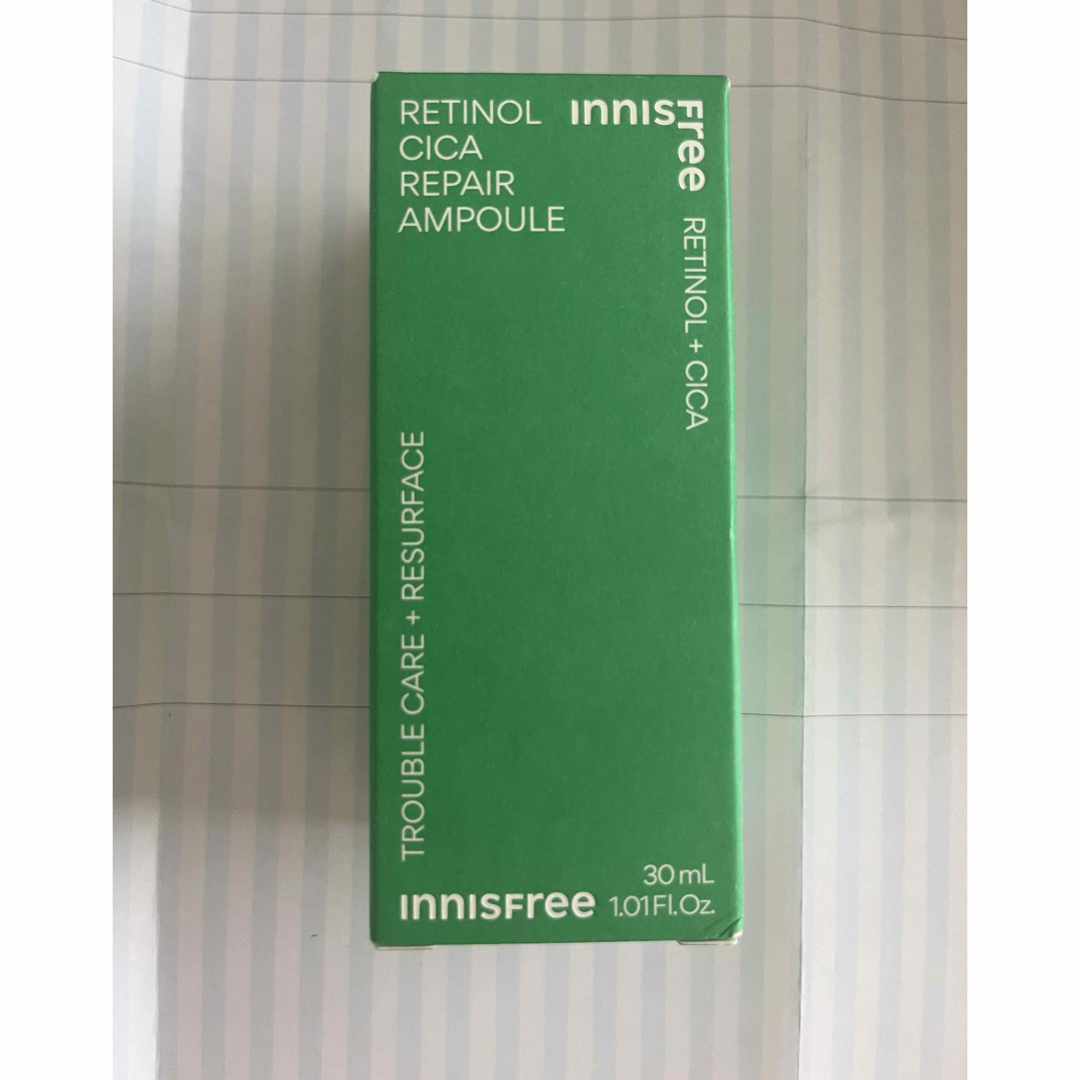 RETINOL
CICA
REPAIR
AMPOULE
innisfree
RETINOL + CICA
TROUBLE CARE + RESURFACE
innisfree
30 mL
1.01 Fl.Oz.